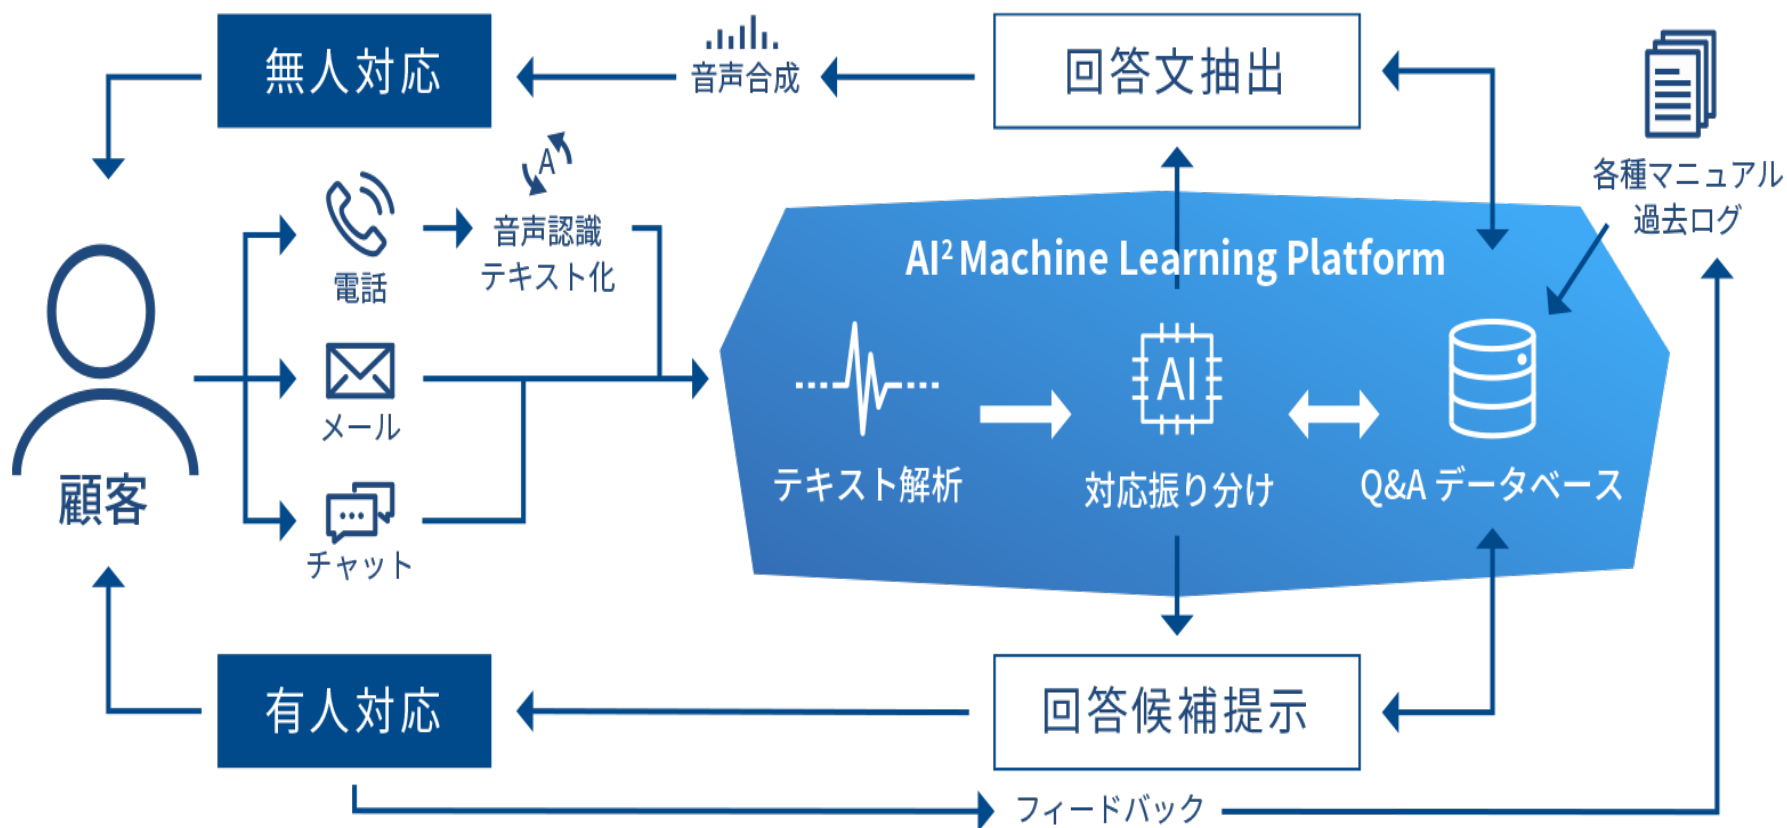 無人対応
音声合成
回答文抽出
各種マニュアル
過去ログ
A
電話
音声認識
テキスト化
メール
チャット
顧客
AI² Machine Learning Platform
テキスト解析
AI
対応振り分け
Q&A データベース
有人対応
回答候補提示
フィードバック